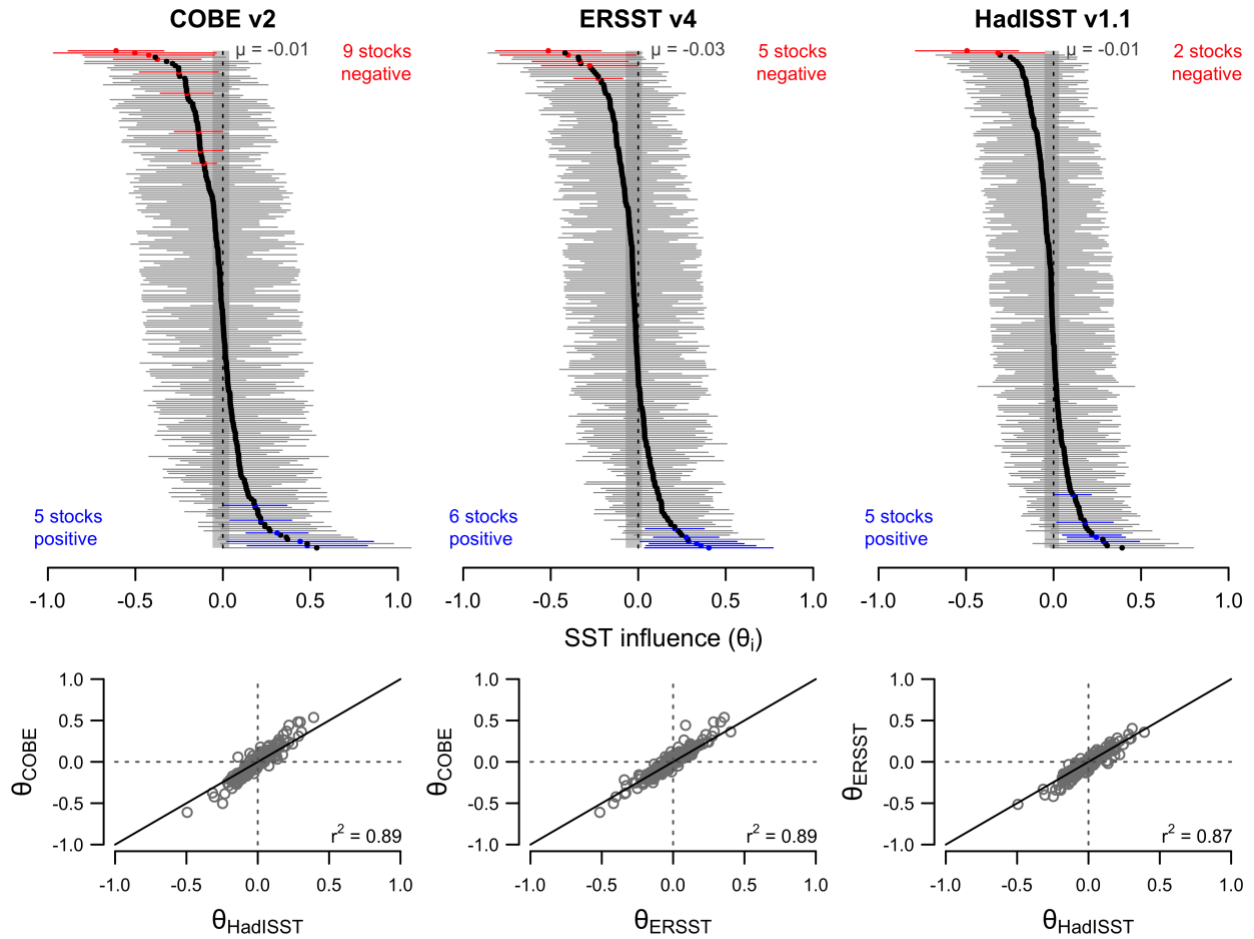 COBE v2
ERSST v4
HadISST v1.1
μ = -0.01
9 stocks
negative
μ = -0.03
5 stocks
negative
μ = -0.01
2 stocks
negative
5 stocks
positive
6 stocks
positive
5 stocks
positive
-1.0 -0.5 0.0 0.5 1.0
-1.0 -0.5 0.0 0.5 1.0
-1.0 -0.5 0.0 0.5 1.0
SST influence (θi)
θCOBE
1.0
0.5
0.0
-0.5
-1.0
r² = 0.89
-1.0 -0.5 0.0 0.5 1.0
θHadISST
θCOBE
1.0
0.5
0.0
-0.5
-1.0
r² = 0.89
-1.0 -0.5 0.0 0.5 1.0
θERSST
θERSST
1.0
0.5
0.0
-0.5
-1.0
r² = 0.87
-1.0 -0.5 0.0 0.5 1.0
θHadISST